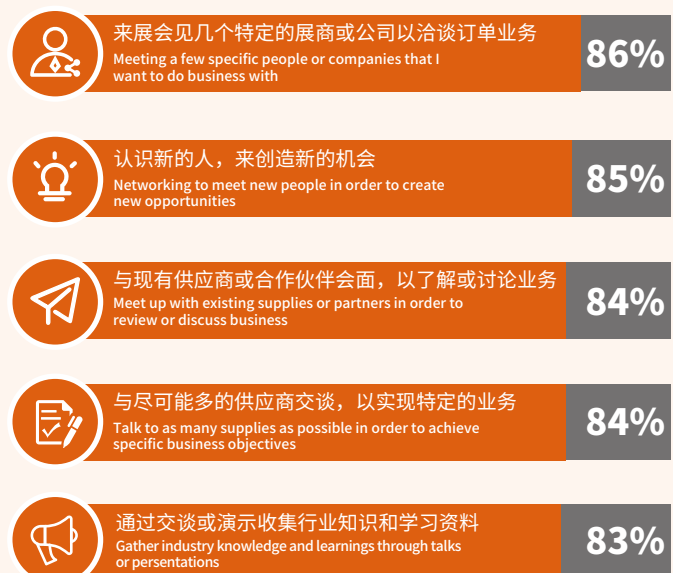 来展会见几个特定的展商或公司以洽谈订单业务
Meeting a few specific people or companies that I
want to do business with
86%
认识新的人，来创造新的机会
Networking to meet new people in order to create
new opportunities
85%
与现有供应商或合作伙伴会面，以了解或讨论业务
Meet up with existing supplies or partners in order to
review or discuss business
84%
与尽可能多的供应商交谈，以实现特定的业务
Talk to as many supplies as possible in order to achieve
specific business objectives
84%
通过交谈或演示收集行业知识和学习资料
Gather industry knowledge and learnings through talks
or persentations
83%